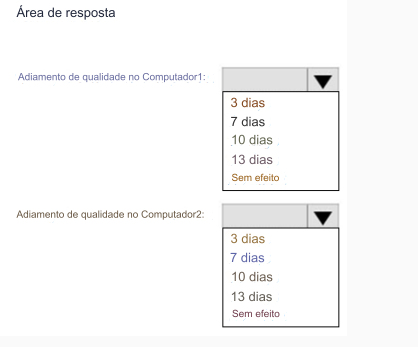 Área de resposta
Adiamento de qualidade no Computador1:
3 dias
7 dias
10 dias
13 dias
Sem efeito
Adiamento de qualidade no Computador2:
3 dias
7 dias
10 dias
13 dias
Sem efeito